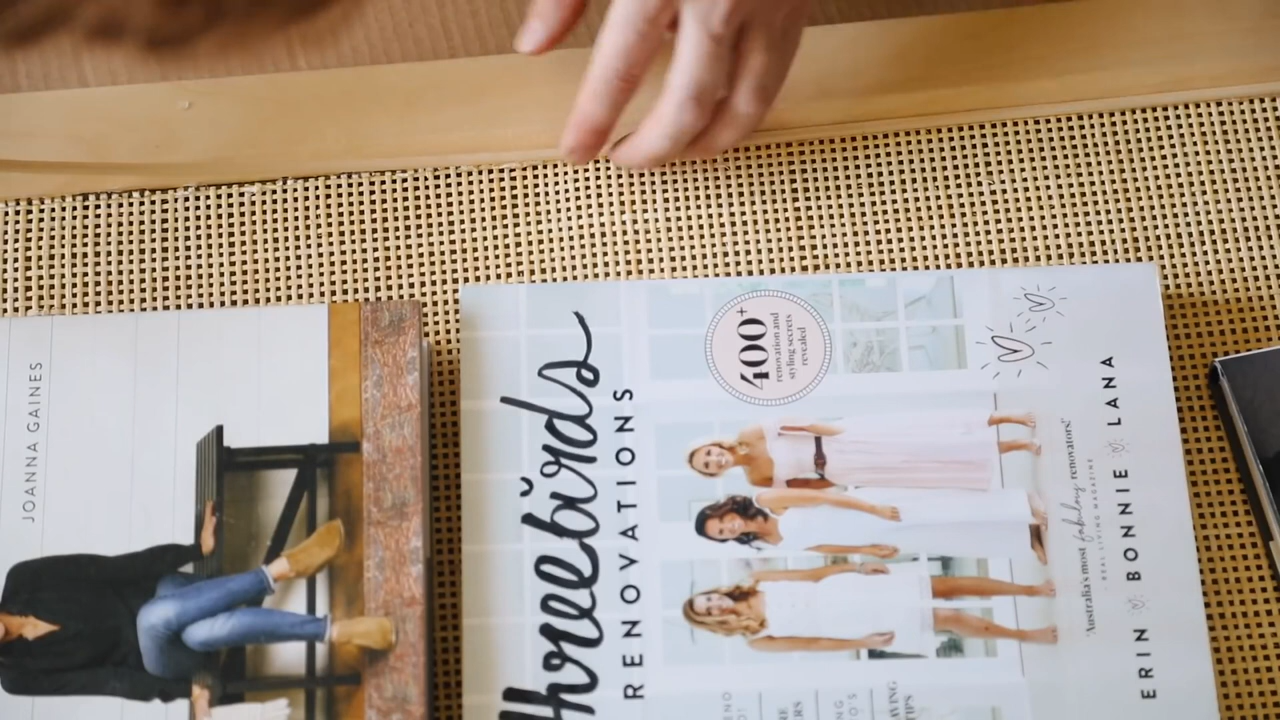 JOANNA GAINES
threebirds
RENOVATIONS
400+
renovation and
styling secrets
revealed
'Australia's most fabulous renovators!'
REAL LIVING MAGAZINE
ERIN BONNIE LANA